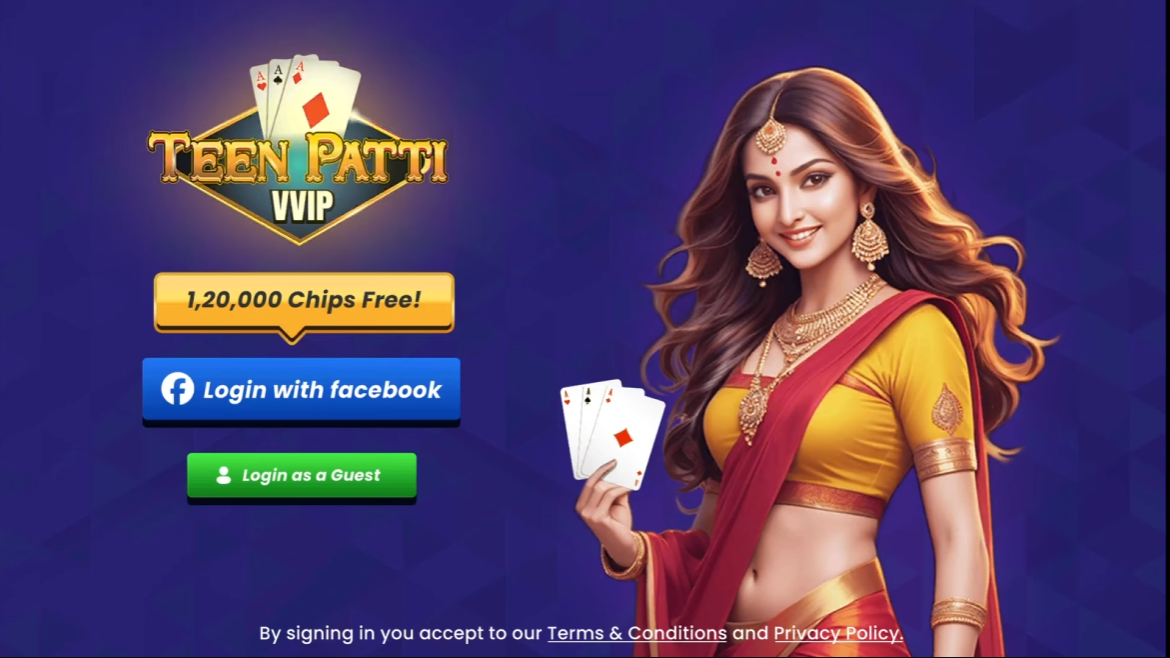 A A A
TEEN PATTI
VVIP
1,20,000 Chips Free!
Login with facebook
Login as a Guest
A A A
By signing in you accept to our Terms & Conditions and Privacy Policy.